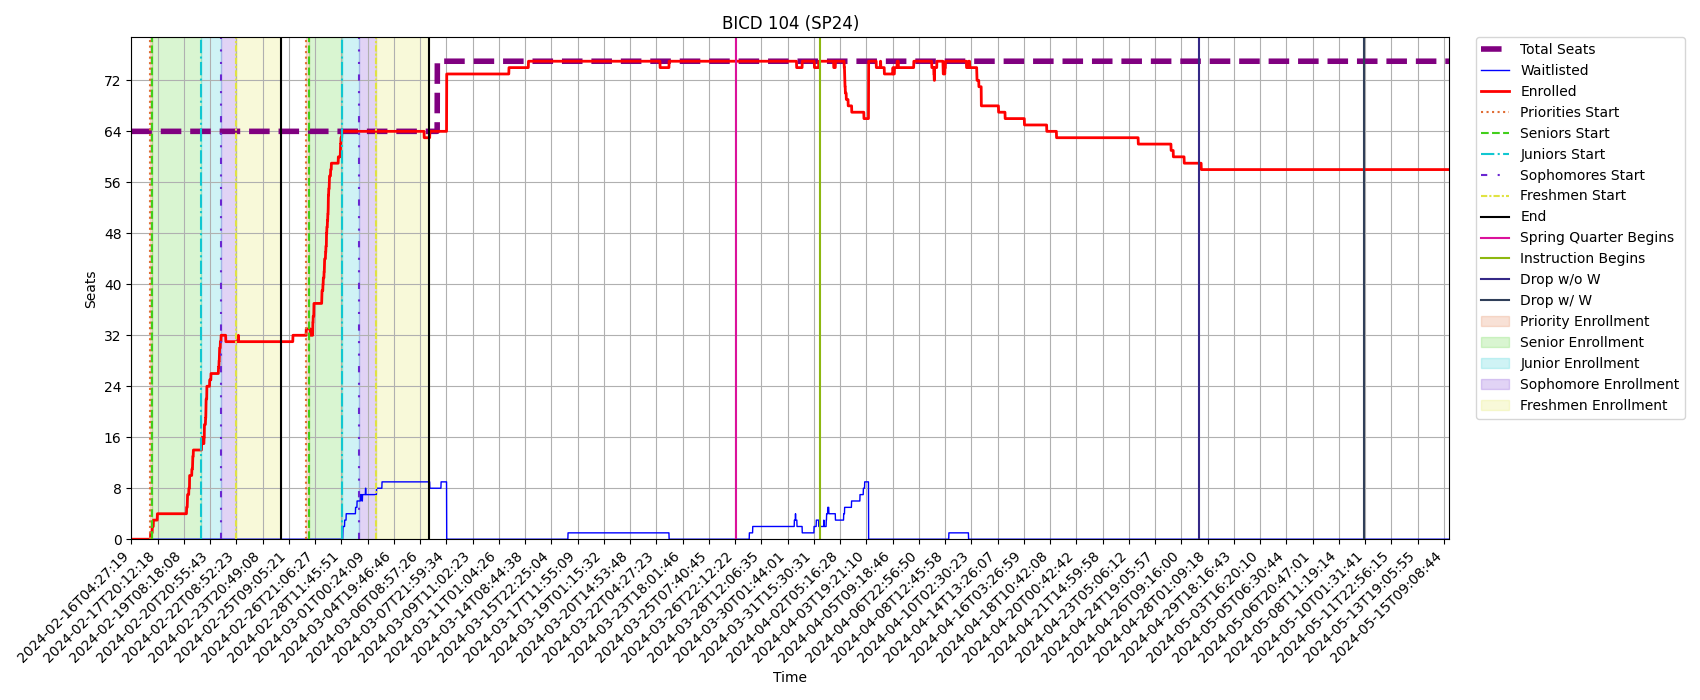 BICD 104 (SP24)
Seats
72
64
56
48
40
32
24
16
8
0
2024-02-16T04:27:19
2024-02-17T20:12:18
2024-02-19T08:18:08
2024-02-20T20:55:43
2024-02-22T08:52:23
2024-02-23T20:49:08
2024-02-25T09:05:21
2024-02-26T21:06:27
2024-02-28T11:45:51
2024-03-01T00:24:09
2024-03-04T19:46:46
2024-03-06T08:57:26
2024-03-07T21:59:34
2024-03-09T11:02:23
2024-03-11T01:04:26
2024-03-14T08:44:38
2024-03-15T22:25:04
2024-03-17T11:55:09
2024-03-19T01:15:32
2024-03-20T14:53:48
2024-03-22T04:27:23
2024-03-23T18:01:46
2024-03-25T07:40:45
2024-03-26T22:12:22
2024-03-28T12:06:35
2024-03-30T01:44:01
2024-03-31T15:30:31
2024-04-02T05:16:28
2024-04-03T19:21:10
2024-04-05T09:18:46
2024-04-06T22:56:50
2024-04-08T12:45:58
2024-04-10T02:30:23
2024-04-14T13:26:07
2024-04-16T03:26:59
2024-04-18T10:42:08
2024-04-20T00:42:42
2024-04-21T14:59:58
2024-04-23T05:06:12
2024-04-24T19:05:57
2024-04-26T09:16:00
2024-04-28T01:09:18
2024-04-29T18:16:43
2024-05-03T16:20:10
2024-05-05T06:30:44
2024-05-06T20:47:01
2024-05-08T11:19:14
2024-05-10T01:31:41
2024-05-11T22:56:15
2024-05-13T19:05:55
2024-05-15T09:08:44
Time
Total Seats
Waitlisted
Enrolled
Priorities Start
Seniors Start
Juniors Start
Sophomores Start
Freshmen Start
End
Spring Quarter Begins
Instruction Begins
Drop w/o W
Drop w/ W
Priority Enrollment
Senior Enrollment
Junior Enrollment
Sophomore Enrollment
Freshmen Enrollment